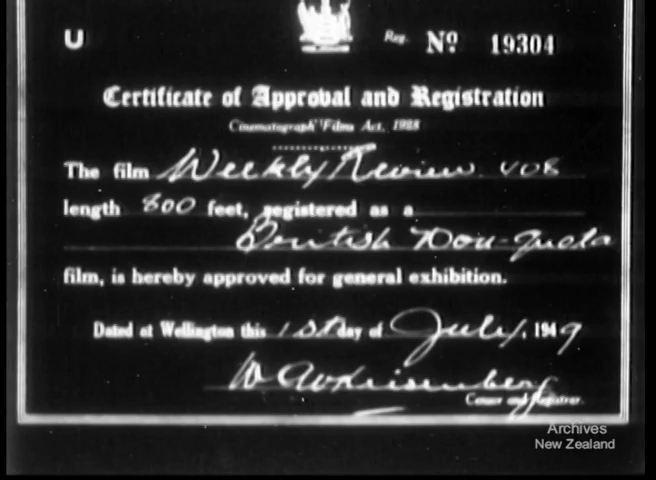 U
Reg. Nº 19304
Certificate of Approval and Registration
Cinematograph Films Act, 1928
The film Weekly Review 408
length 800 feet, registered as a
British Non-Quota
film, is hereby approved for general exhibition.
Dated at Wellington this 1st day of July, 1949
Censor and Registrar.
Archives
New Zealand